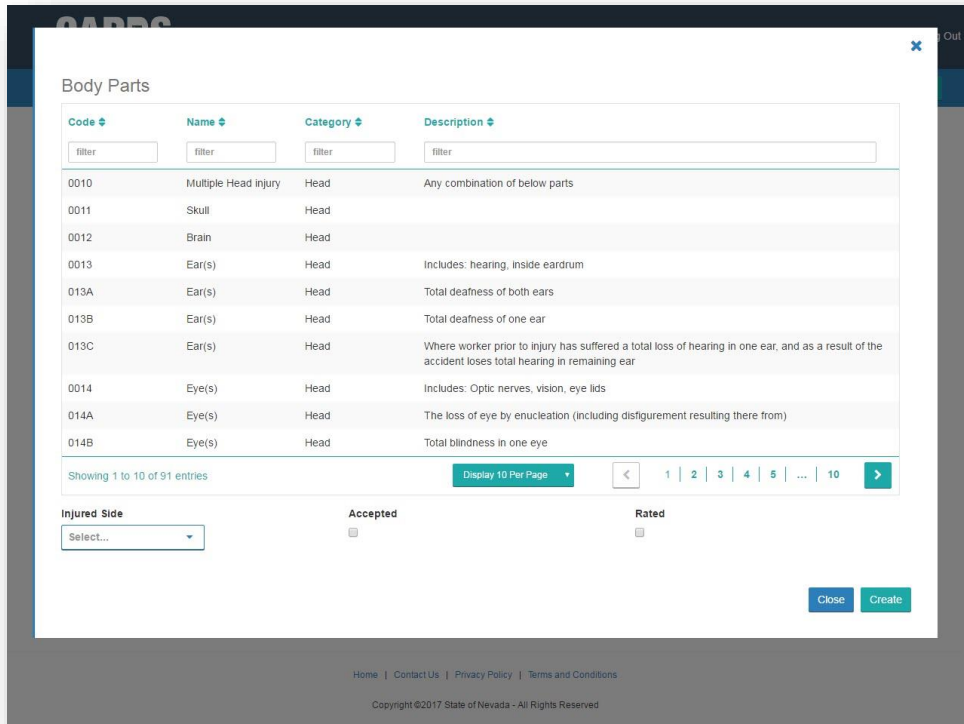 g Out
Body Parts
Code Name Category Description
filter filter filter filter
0010 Multiple Head injury Head Any combination of below parts
0011 Skull Head
0012 Brain Head
0013 Ear(s) Head Includes: hearing, inside eardrum
013A Ear(s) Head Total deafness of both ears
013B Ear(s) Head Total deafness of one ear
013C Ear(s) Head Where worker prior to injury has suffered a total loss of hearing in one ear, and as a result of the
accident loses total hearing in remaining ear
0014 Eye(s) Head Includes: Optic nerves, vision, eye lids
014A Eye(s) Head The loss of eye by enucleation (including disfigurement resulting there from)
014B Eye(s) Head Total blindness in one eye
Showing 1 to 10 of 91 entries Display 10 Per Page < 1 | 2 | 3 | 4 | 5 | ... | 10 >
Injured Side Accepted Rated
Select...
Close Create
Home | Contact Us | Privacy Policy | Terms and Conditions
Copyright ©2017 State of Nevada - All Rights Reserved